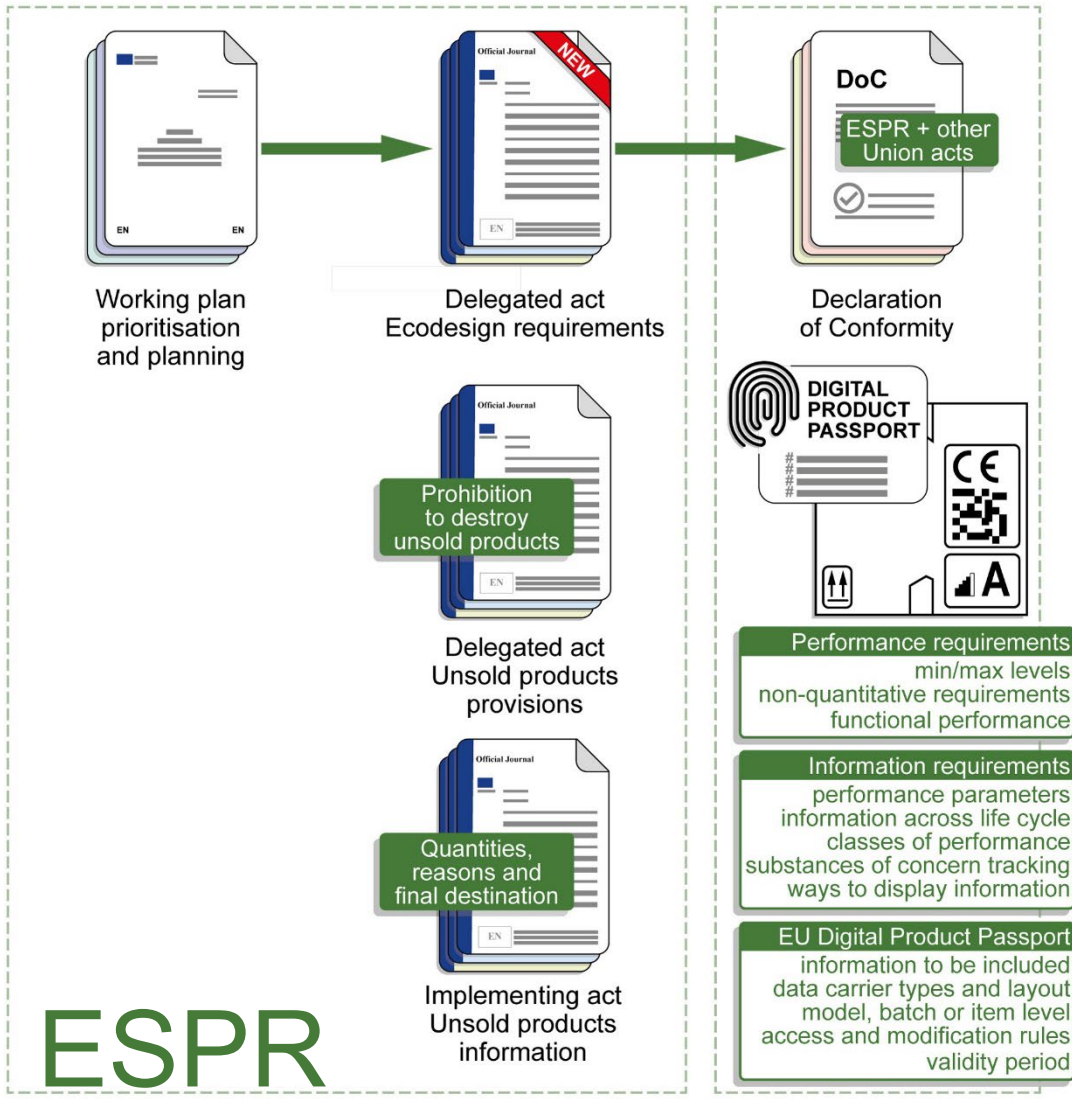 EN
EN
Working plan
prioritisation
and planning
Official Journal
NEW
EN
Delegated act
Ecodesign requirements
DoC
ESPR + other
Union acts
Declaration
of Conformity
Official Journal
Prohibition
to destroy
unsold products
EN
Delegated act
Unsold products
provisions
Official Journal
Quantities,
reasons and
final destination
EN
Implementing act
Unsold products
information
ESPR
DIGITAL
PRODUCT
PASSPORT
#
#
#
#
CE
A
Performance requirements
min/max levels
non-quantitative requirements
functional performance
Information requirements
performance parameters
information across life cycle
classes of performance
substances of concern tracking
ways to display information
EU Digital Product Passport
information to be included
data carrier types and layout
model, batch or item level
access and modification rules
validity period